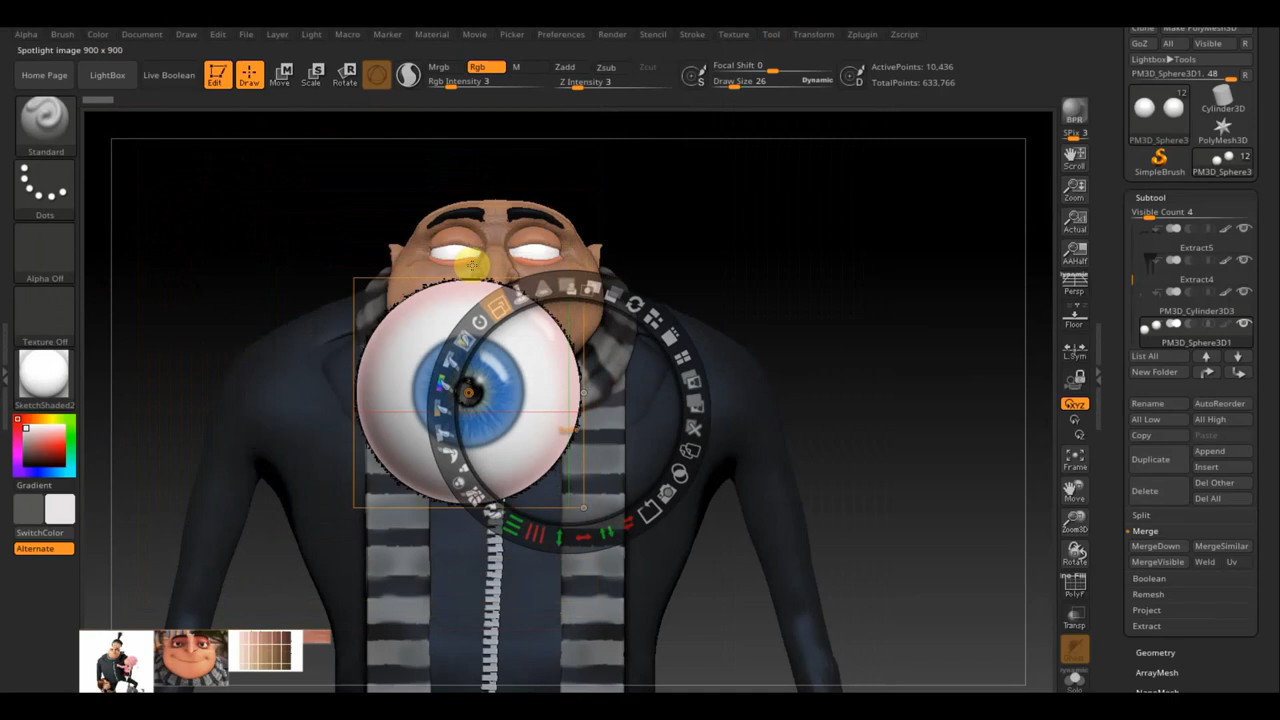 Alpha Brush Color Document Draw Edit File Layer Light Macro Marker Material Movie Picker Preferences Render Stencil Stroke Texture Tool Transform Zplugin Zscript
Spotlight image 900 x 900
Home Page
LightBox
Live Boolean
Edit
Draw
Move
Scale
Rotate
Mrgb
Rgb
M
Rgb Intensity 3
Zadd
Zsub
Zcut
Z Intensity 3
S
Focal Shift 0
Draw Size 26
Dynamic
D
ActivePoints: 10,436
TotalPoints: 633,766
Standard
Dots
Alpha Off
Texture Off
SketchShaded2
Gradient
SwitchColor
Alternate
BPR
SPix 3
Scroll
Zoom
Actual
AAHalf
Dynamic
Persp
Floor
L.Sym
XYZ
Y
Z
Frame
Move
Zoom3D
Rotate
PolyF
Transp
Solo
Clone
Make PolyMesh3D
GoZ
All
Visible
R
Lightbox▶Tools
PM3D_Sphere3D1. 48
R
12
PM3D_Sphere3
Cylinder3D
PolyMesh3D
SimpleBrush
12
PM3D_Sphere3
Subtool
Visible Count 4
Extract5
Extract4
PM3D_Cylinder3D3
PM3D_Sphere3D1
List All
New Folder
Rename
AutoReorder
All Low
All High
Copy
Paste
Duplicate
Append
Insert
Delete
Del Other
Del All
Split
Merge
MergeDown
MergeSimilar
MergeVisible
Weld
Uv
Boolean
Remesh
Project
Extract
Geometry
ArrayMesh